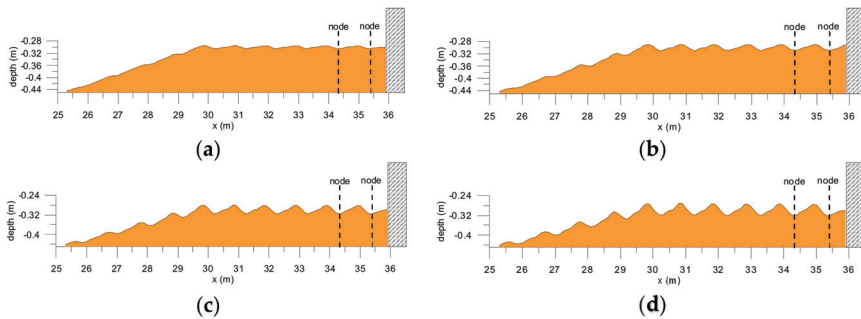 node node
depth (m)
-0.28
-0.32
-0.36
-0.4
-0.44
25 26 27 28 29 30 31 32 33 34 35 36
x (m)
(a)
node node
depth (m)
-0.28
-0.32
-0.36
-0.4
-0.44
25 26 27 28 29 30 31 32 33 34 35 36
x (m)
(b)
node node
depth (m)
-0.24
-0.32
-0.4
25 26 27 28 29 30 31 32 33 34 35 36
x (m)
(c)
node node
depth (m)
-0.24
-0.32
-0.4
25 26 27 28 29 30 31 32 33 34 35 36
x (m)
(d)